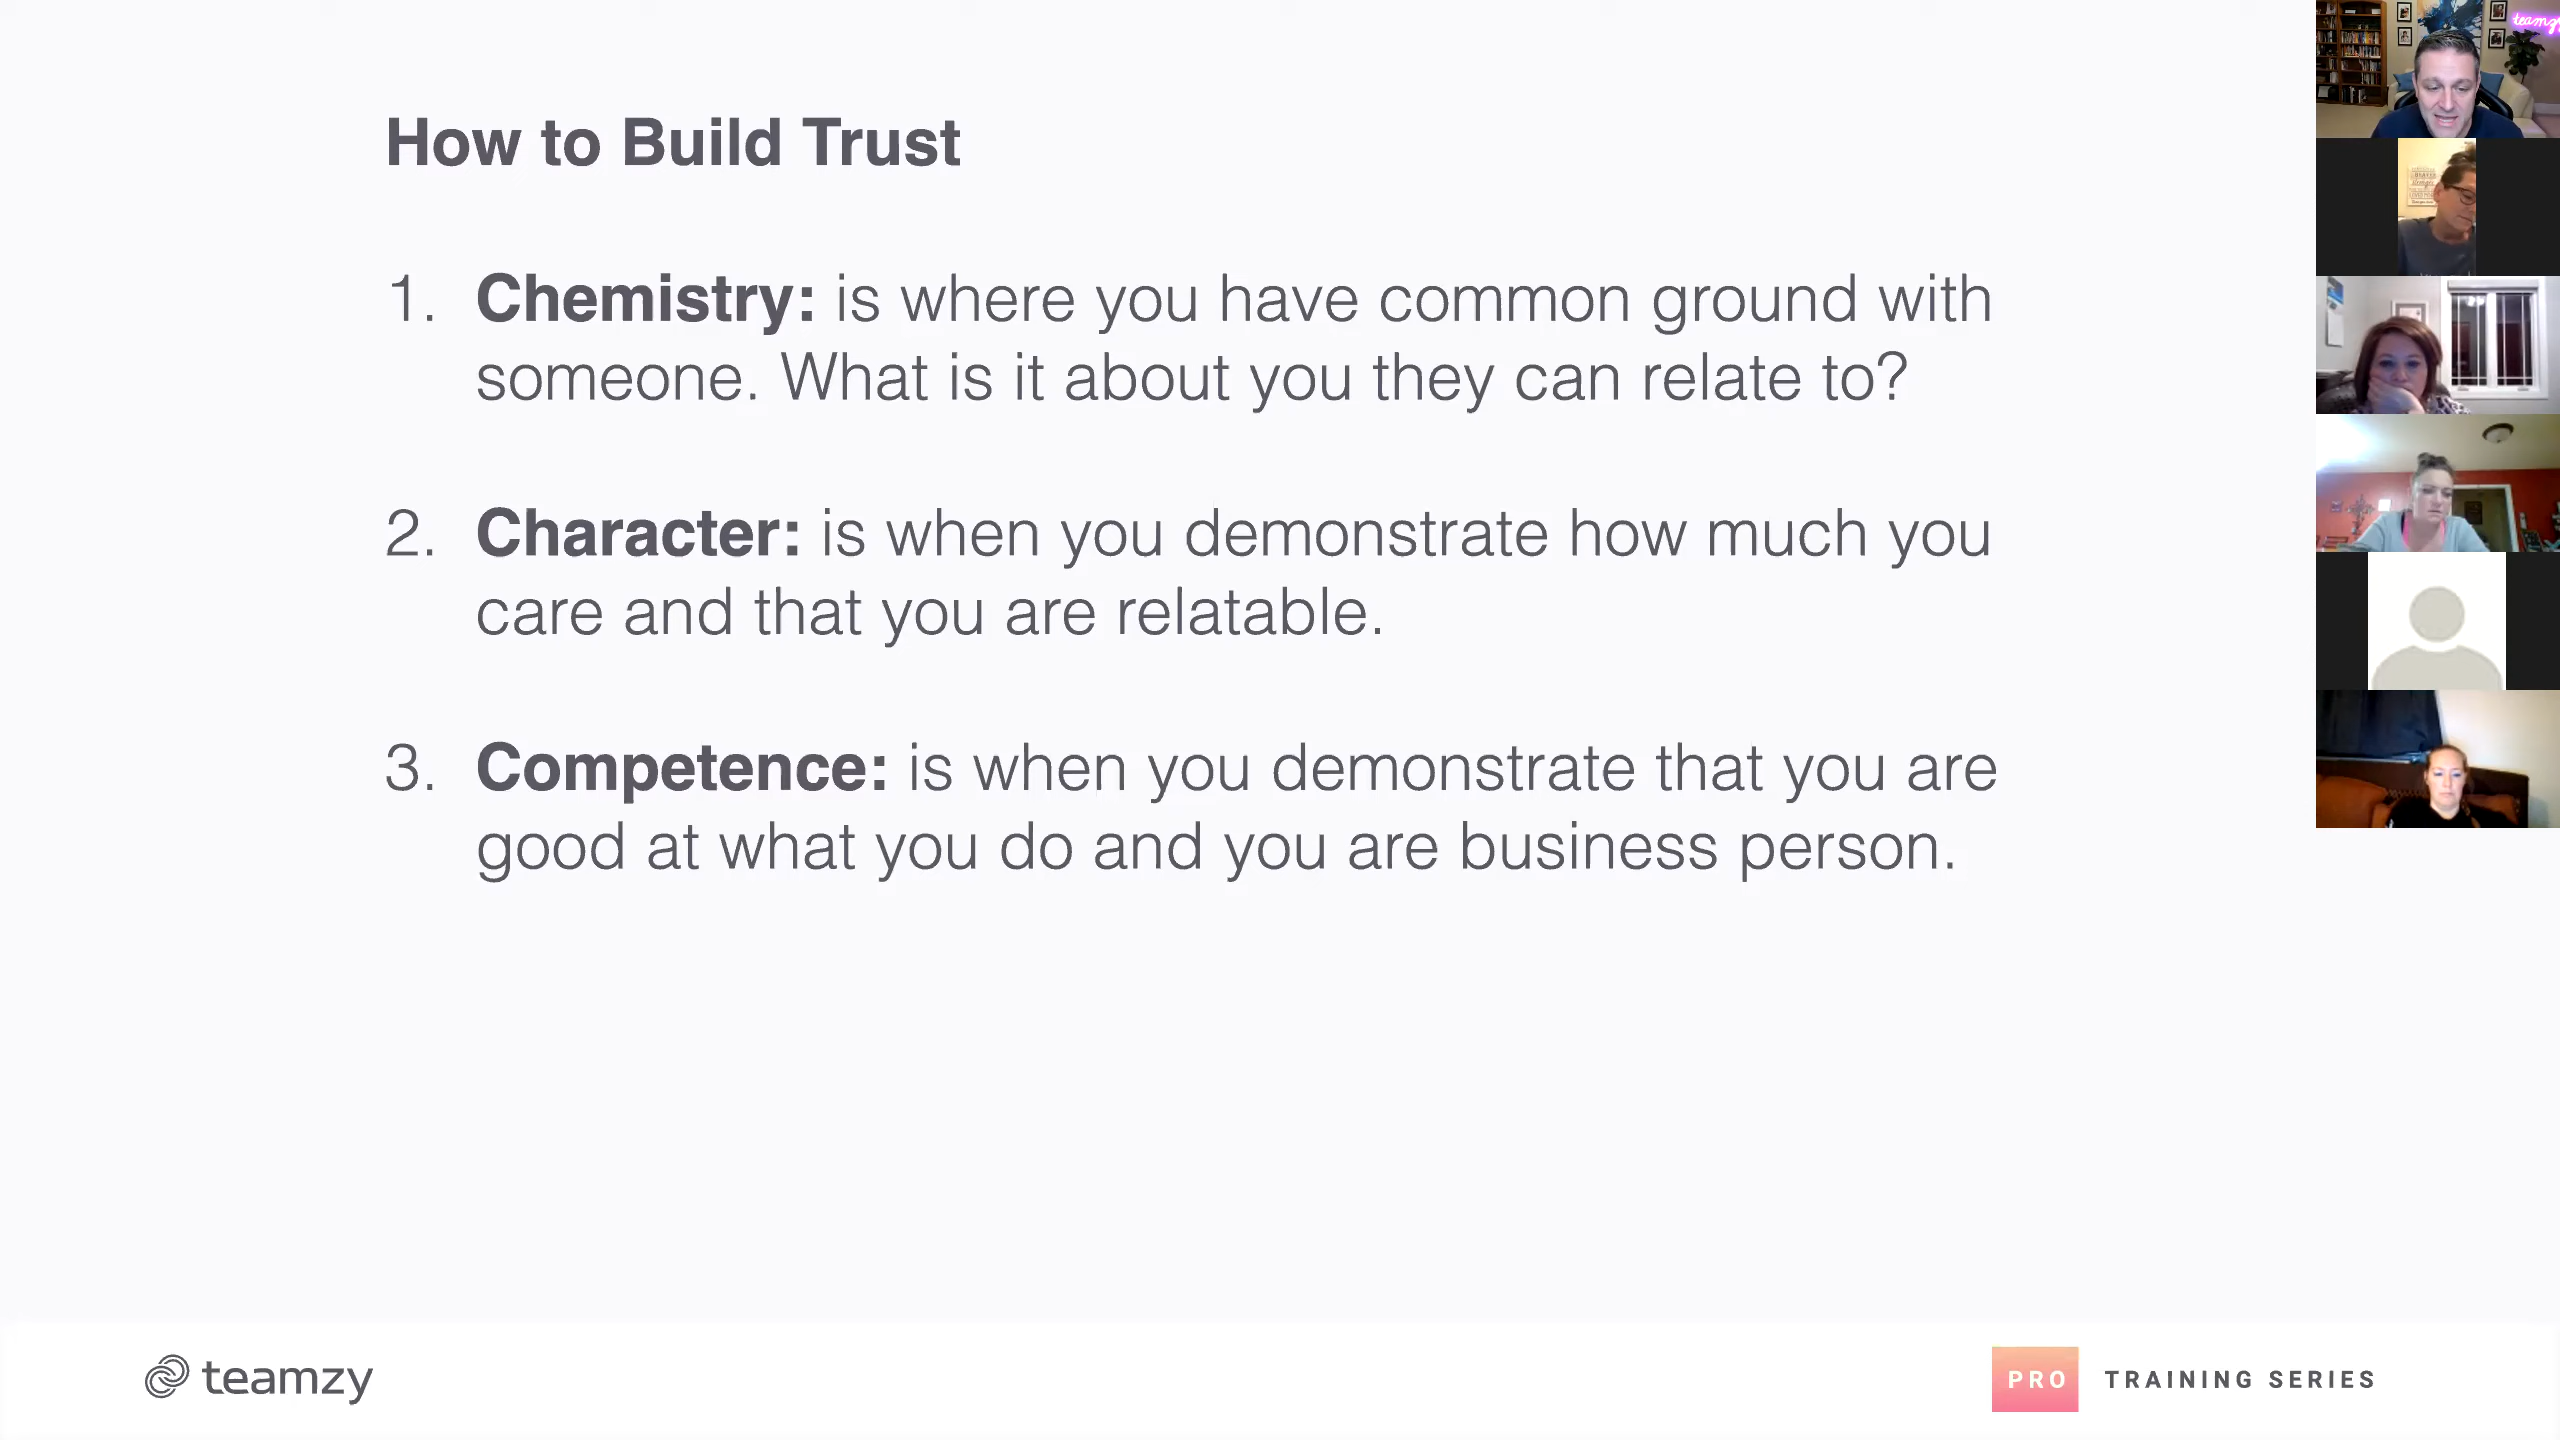 How to Build Trust
1. Chemistry: is where you have common ground with
someone. What is it about you they can relate to?
2. Character: is when you demonstrate how much you
care and that you are relatable.
3. Competence: is when you demonstrate that you are
good at what you do and you are business person.
teamzy
PRO TRAINING SERIES